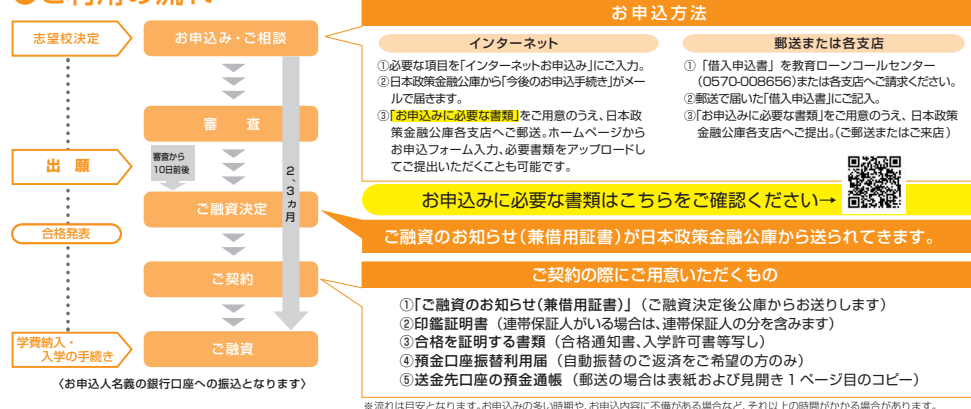 ●ご利用の流れ
志望校決定
お申込み・ご相談
審　査
審査から
10日前後
出　願
2、3ヵ月
ご融資決定
合格発表
ご契約
学費納入・
入学の手続き
ご融資
〈お申込人名義の銀行口座への振込となります〉
お申込方法
インターネット
①必要な項目を「インターネットお申込み」にご入力。
②日本政策金融公庫から「今後のお申込手続き」がメー
ルで届きます。
③「お申込みに必要な書類」をご用意のうえ、日本政
策金融公庫各支店へご郵送。ホームページから
お申込フォーム入力、必要書類をアップロードし
てご提出いただくことも可能です。
郵送または各支店
①「借入申込書」を教育ローンコールセンター
（0570-008656）または各支店へご請求ください。
②郵送で届いた「借入申込書」にご記入。
③「お申込みに必要な書類」をご用意のうえ、日本政策
金融公庫各支店へご提出。（ご郵送またはご来店）
お申込みに必要な書類はこちらをご確認ください→
ご融資のお知らせ（兼借用証書）が日本政策金融公庫から送られてきます。
ご契約の際にご用意いただくもの
①「ご融資のお知らせ（兼借用証書）」（ご融資決定後公庫からお送りします）
②印鑑証明書（連帯保証人がいる場合は、連帯保証人の分を含みます）
③合格を証明する書類（合格通知書、入学許可書等写し）
④預金口座振替利用届（自動振替のご返済をご希望の方のみ）
⑤送金先口座の預金通帳（郵送の場合は表紙および見開き1ページ目のコピー）
※流れは目安となります。お申込みの多い時期や、お申込内容に不備がある場合など、それ以上の時間がかかる場合があります。